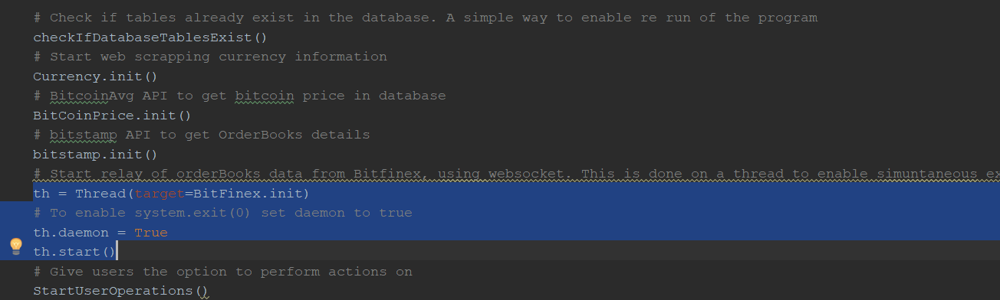 # Check if tables already exist in the database. A simple way to enable re run of the program
checkIfDatabaseTablesExist()
# Start web scrapping currency information
Currency.init()
# BitcoinAvg API to get bitcoin price in database
BitCoinPrice.init()
# bitstamp API to get OrderBooks details
bitstamp.init()
# Start relay of orderBooks data from Bitfinex, using websocket. This is done on a thread to enable simuntaneous
th = Thread(target=BitFinex.init)
# To enable system.exit(0) set daemon to true
th.daemon = True
th.start()
# Give users the option to perform actions on
StartUserOperations()